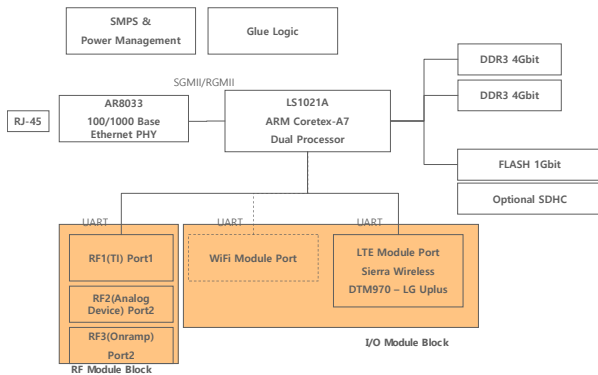 SMPS &
Power Management
Glue Logic
DDR3 4Gbit
DDR3 4Gbit
SGMII/RGMII
RJ-45
AR8033
100/1000 Base
Ethernet PHY
LS1021A
ARM Coretex-A7
Dual Processor
FLASH 1Gbit
Optional SDHC
UART
UART
UART
RF1(TI) Port1
WiFi Module Port
LTE Module Port
Sierra Wireless
DTM970 – LG Uplus
RF2(Analog
Device) Port2
RF3(Onramp)
Port2
I/O Module Block
RF Module Block